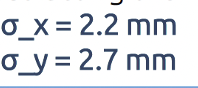 σ_x = 2.2 mm
σ_y = 2.7 mm